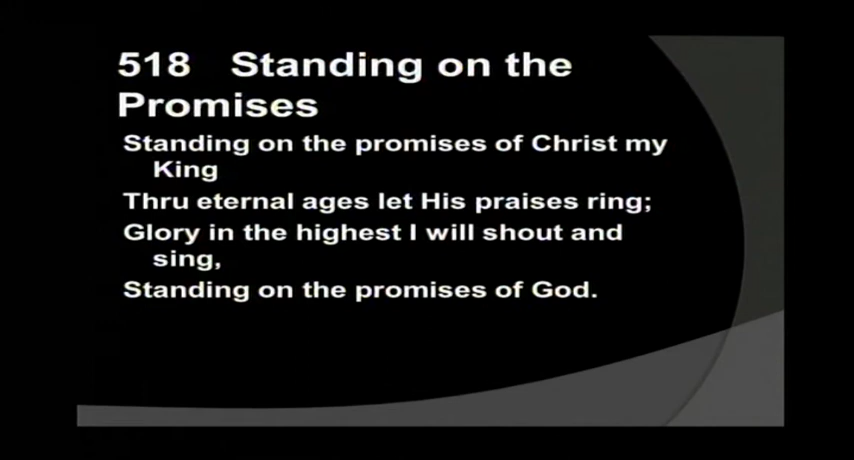 518 Standing on the
Promises
Standing on the promises of Christ my
King
Thru eternal ages let His praises ring;
Glory in the highest I will shout and
sing,
Standing on the promises of God.